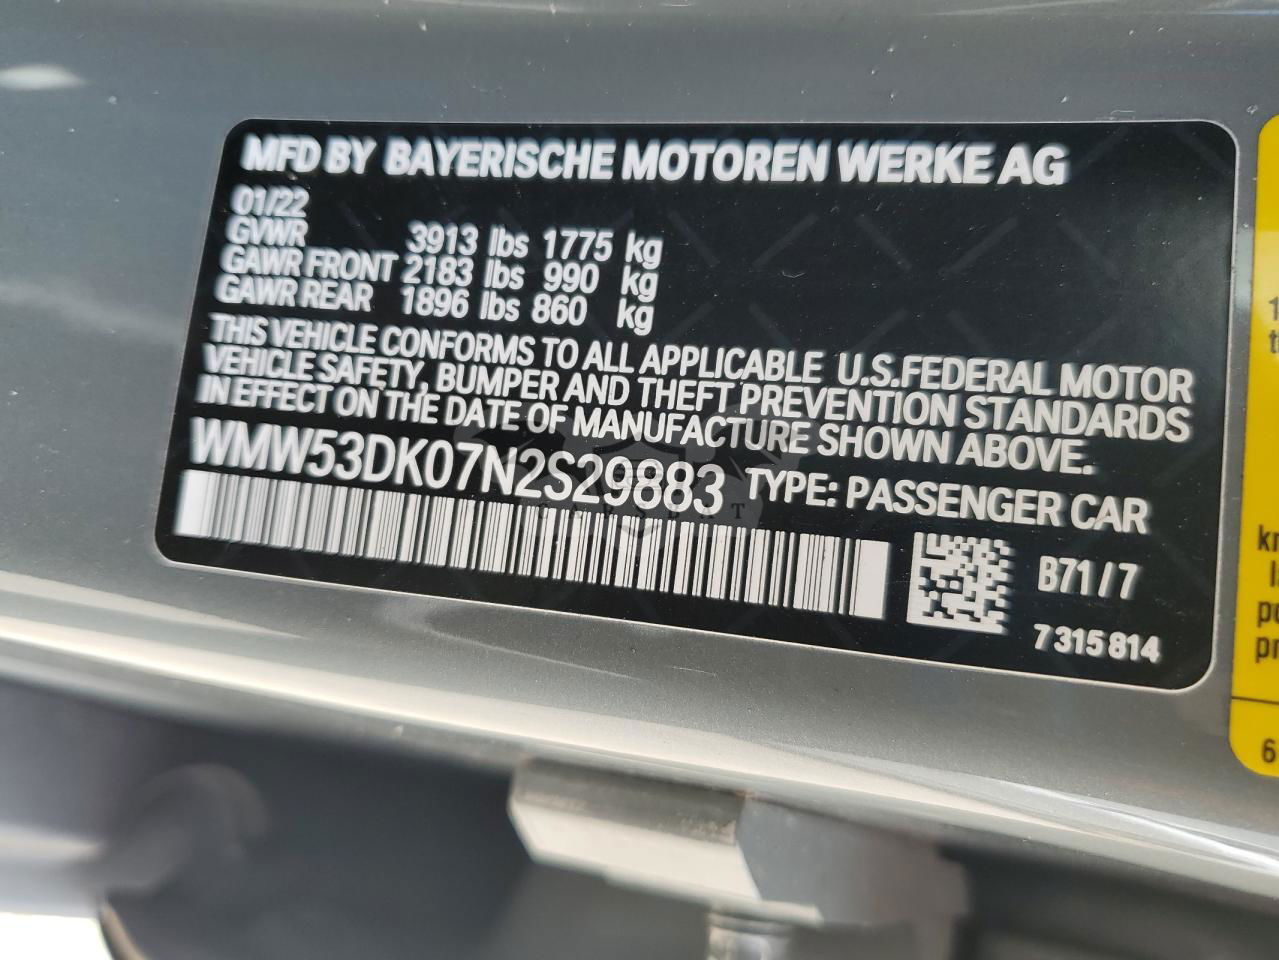 MFD BY BAYERISCHE MOTOREN WERKE AG
01/22
GVWR 3913 lbs 1775 kg
GAWR FRONT 2183 lbs 990 kg
GAWR REAR 1896 lbs 860 kg
THIS VEHICLE CONFORMS TO ALL APPLICABLE U.S.FEDERAL MOTOR
VEHICLE SAFETY, BUMPER AND THEFT PREVENTION STANDARDS
IN EFFECT ON THE DATE OF MANUFACTURE SHOWN ABOVE.
WMW53DK07N2S29883 TYPE: PASSENGER CAR
B71/7
7 315 814